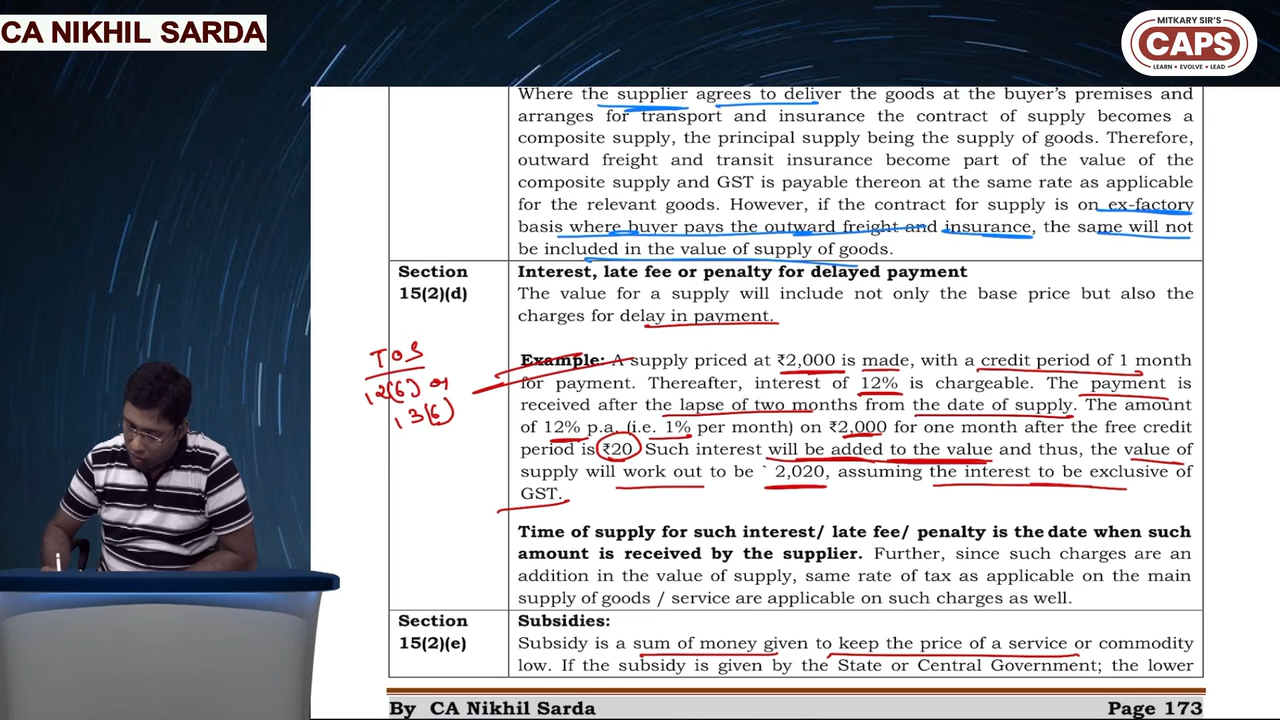 CA NIKHIL SARDA
MITKARY SIR'S
CAPS
LEARN • EVOLVE • LEAD
Where the supplier agrees to deliver the goods at the buyer's premises and
arranges for transport and insurance the contract of supply becomes a
composite supply, the principal supply being the supply of goods. Therefore,
outward freight and transit insurance become part of the value of the
composite supply and GST is payable thereon at the same rate as applicable
for the relevant goods. However, if the contract for supply is on ex-factory
basis where buyer pays the outward freight and insurance, the same will not
be included in the value of supply of goods.
Section
15(2)(d)
Interest, late fee or penalty for delayed payment
The value for a supply will include not only the base price but also the
charges for delay in payment.
TOS
12(6) or
13(6)
Example: A supply priced at ₹2,000 is made, with a credit period of 1 month
for payment. Thereafter, interest of 12% is chargeable. The payment is
received after the lapse of two months from the date of supply. The amount
of 12% p.a. (i.e. 1% per month) on ₹2,000 for one month after the free credit
period is ₹20 Such interest will be added to the value and thus, the value of
supply will work out to be ` 2,020, assuming the interest to be exclusive of
GST.
Time of supply for such interest/ late fee/ penalty is the date when such
amount is received by the supplier. Further, since such charges are an
addition in the value of supply, same rate of tax as applicable on the main
supply of goods / service are applicable on such charges as well.
Section
15(2)(e)
Subsidies:
Subsidy is a sum of money given to keep the price of a service or commodity
low. If the subsidy is given by the State or Central Government; the lower
By CA Nikhil Sarda
Page 173